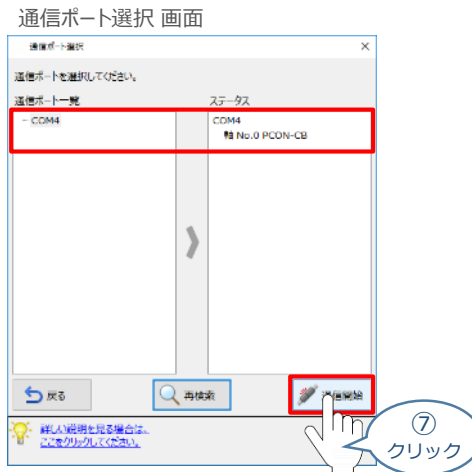 通信ポート選択 画面
通信ポート選択
通信ポートを選択してください。
通信ポート一覧 ステータス
COM4 COM4
軸 No.0 PCON-CB
戻る 再検索 通信開始
詳しい説明を見る場合は、
ここをクリックしてください。
⑦
クリック